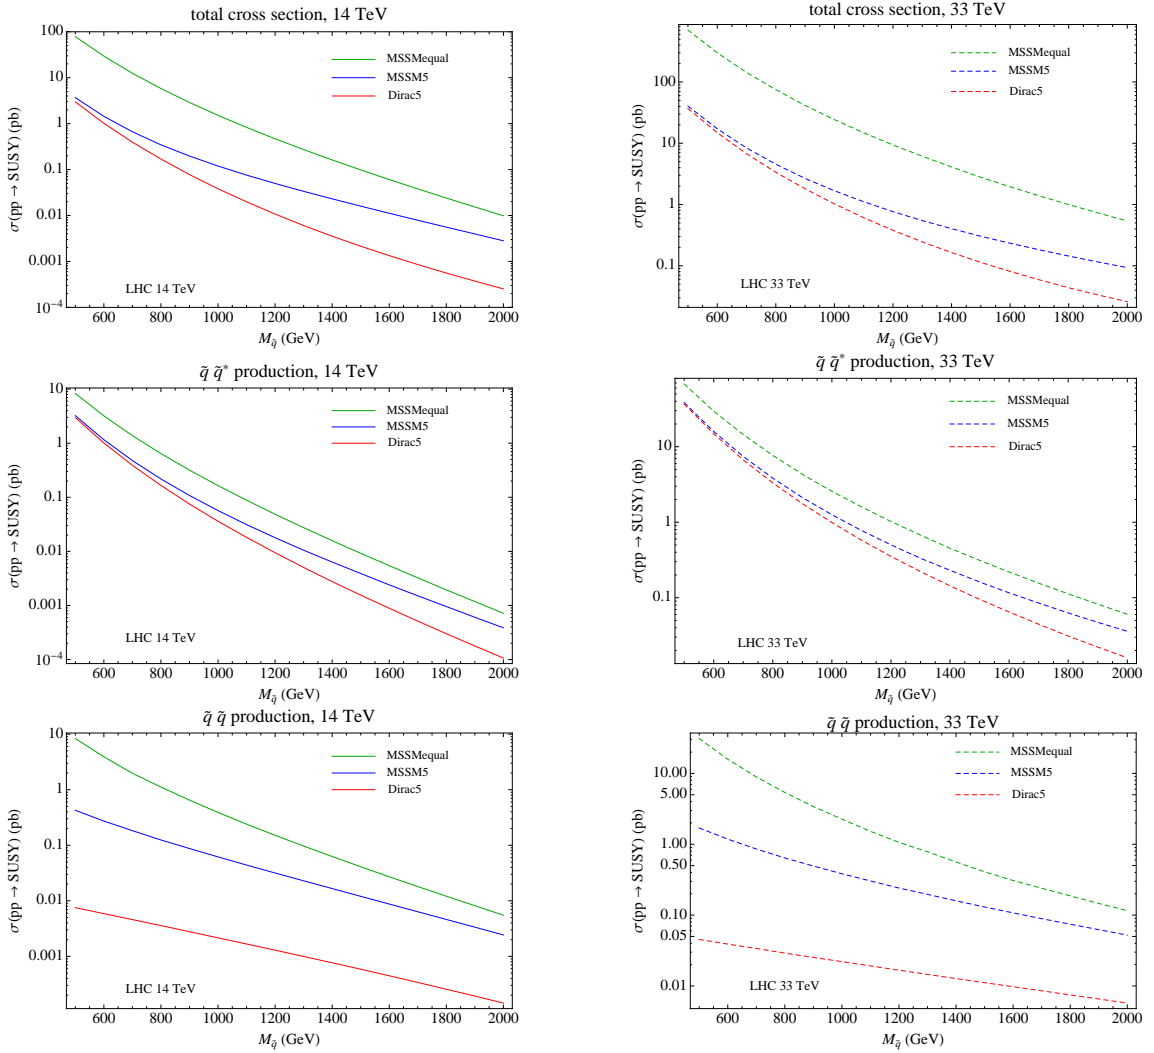 total cross section, 14 TeV
σ(pp → SUSY) (pb)
100
10
1
0.1
0.01
0.001
10⁻⁴
MSSMequal
MSSM5
Dirac5
LHC 14 TeV
600 800 1000 1200 1400 1600 1800 2000
M_q̃ (GeV)
total cross section, 33 TeV
σ(pp → SUSY) (pb)
100
10
1
0.1
MSSMequal
MSSM5
Dirac5
LHC 33 TeV
600 800 1000 1200 1400 1600 1800 2000
M_q̃ (GeV)
q̃ q̃* production, 14 TeV
σ(pp → SUSY) (pb)
10
1
0.1
0.01
0.001
10⁻⁴
MSSMequal
MSSM5
Dirac5
LHC 14 TeV
600 800 1000 1200 1400 1600 1800 2000
M_q̃ (GeV)
q̃ q̃* production, 33 TeV
σ(pp → SUSY) (pb)
10
1
0.1
MSSMequal
MSSM5
Dirac5
LHC 33 TeV
600 800 1000 1200 1400 1600 1800 2000
M_q̃ (GeV)
q̃ q̃ production, 14 TeV
σ(pp → SUSY) (pb)
10
1
0.1
0.01
0.001
MSSMequal
MSSM5
Dirac5
LHC 14 TeV
600 800 1000 1200 1400 1600 1800 2000
M_q̃ (GeV)
q̃ q̃ production, 33 TeV
σ(pp → SUSY) (pb)
10.00
5.00
1.00
0.50
0.10
0.05
0.01
MSSMequal
MSSM5
Dirac5
LHC 33 TeV
600 800 1000 1200 1400 1600 1800 2000
M_q̃ (GeV)